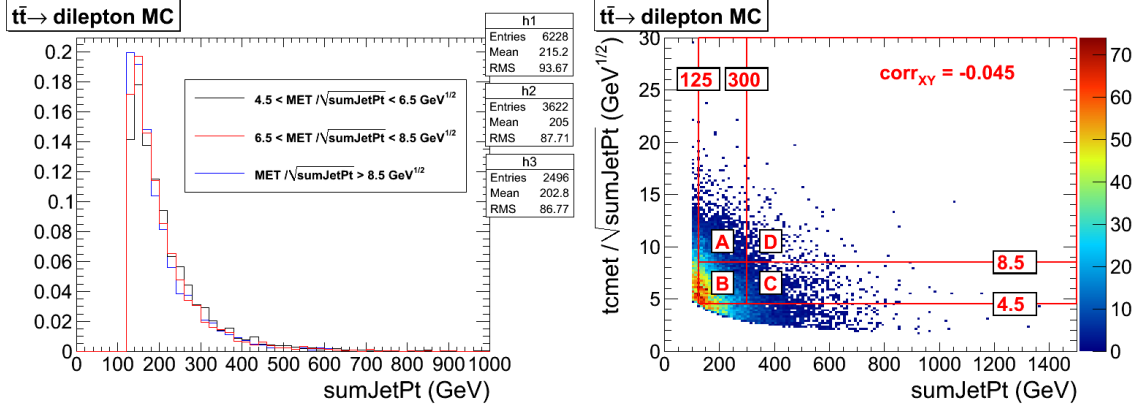 tt̄→ dilepton MC
0.2
0.18
0.16
0.14
0.12
0.1
0.08
0.06
0.04
0.02
0
0 100 200 300 400 500 600 700 800 900 1000
sumJetPt (GeV)
4.5 < MET /√sumJetPt < 6.5 GeV^1/2
6.5 < MET /√sumJetPt < 8.5 GeV^1/2
MET /√sumJetPt > 8.5 GeV^1/2
h1
Entries 6228
Mean 215.2
RMS 93.67
h2
Entries 3622
Mean 205
RMS 87.71
h3
Entries 2496
Mean 202.8
RMS 86.77
tt̄→ dilepton MC
tcmet /√sumJetPt (GeV^1/2)
30
25
20
15
10
5
0
0 200 400 600 800 1000 1200 1400
sumJetPt (GeV)
corr_XY = -0.045
125 300
A D
B C
8.5
4.5
70
60
50
40
30
20
10
0